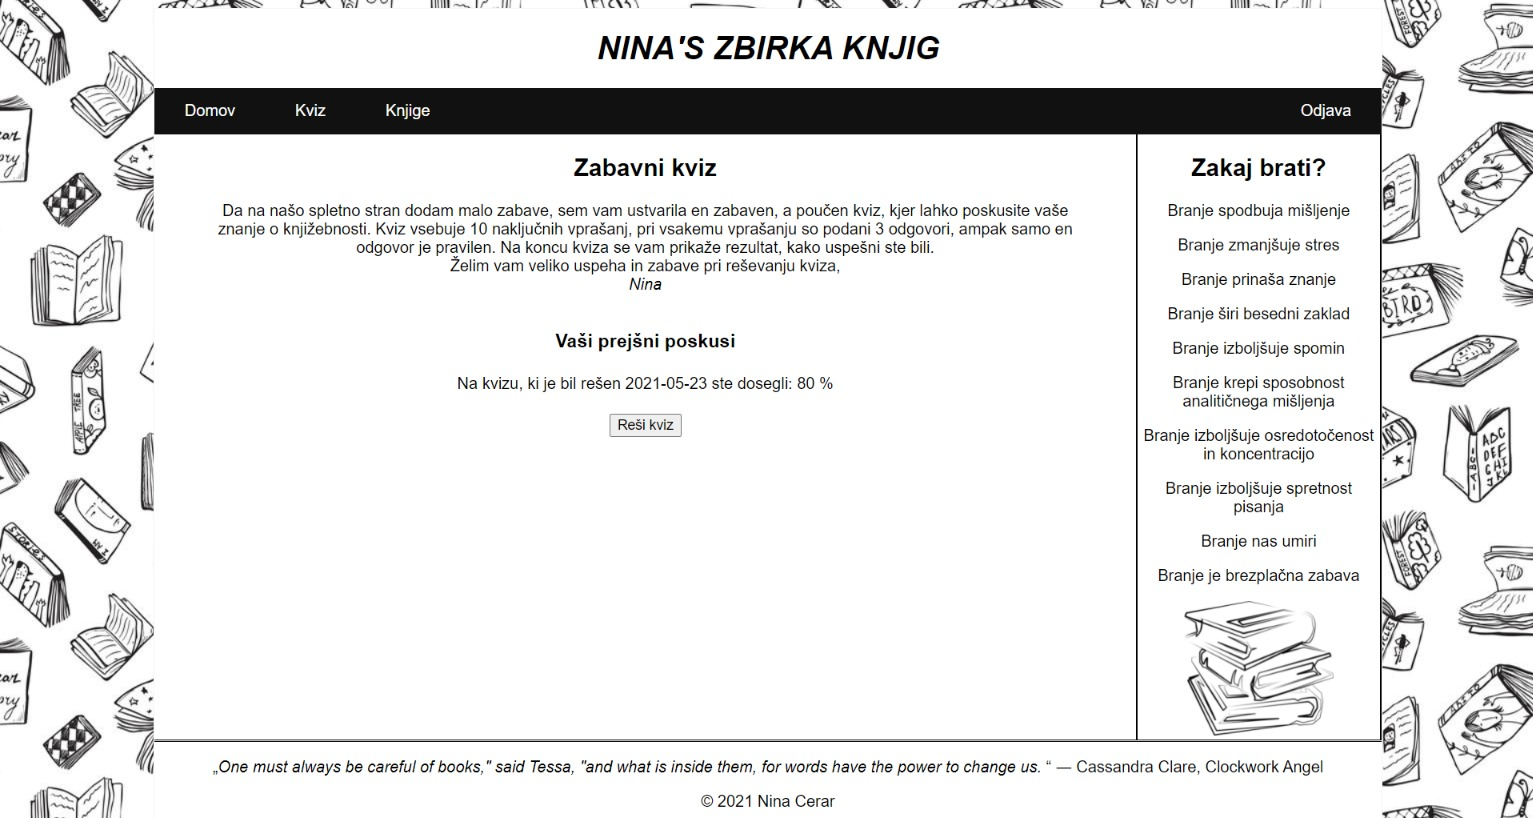 NINA'S ZBIRKA KNJIG
Domov Kviz Knjige Odjava
Zabavni kviz
Da na našo spletno stran dodam malo zabave, sem vam ustvarila en zabaven, a poučen kviz, kjer lahko poskusite vaše
znanje o knjižebnosti. Kviz vsebuje 10 naključnih vprašanj, pri vsakemu vprašanju so podani 3 odgovori, ampak samo en
odgovor je pravilen. Na koncu kviza se vam prikaže rezultat, kako uspešni ste bili.
Želim vam veliko uspeha in zabave pri reševanju kviza,
Nina
Vaši prejšni poskusi
Na kvizu, ki je bil rešen 2021-05-23 ste dosegli: 80 %
Reši kviz
Zakaj brati?
Branje spodbuja mišljenje
Branje zmanjšuje stres
Branje prinaša znanje
Branje širi besedni zaklad
Branje izboljšuje spomin
Branje krepi sposobnost
analitičnega mišljenja
Branje izboljšuje osredotočenost
in koncentracijo
Branje izboljšuje spretnost
pisanja
Branje nas umiri
Branje je brezplačna zabava
„One must always be careful of books," said Tessa, "and what is inside them, for words have the power to change us. “ ― Cassandra Clare, Clockwork Angel
© 2021 Nina Cerar
STORIES
APPLE TREE
FOREST
BIRD
ABC
DEF
GHI